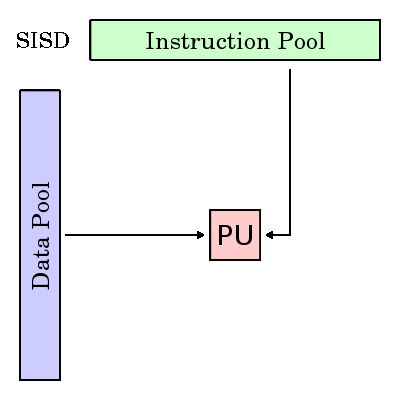 SISD
Instruction Pool
Data Pool
PU